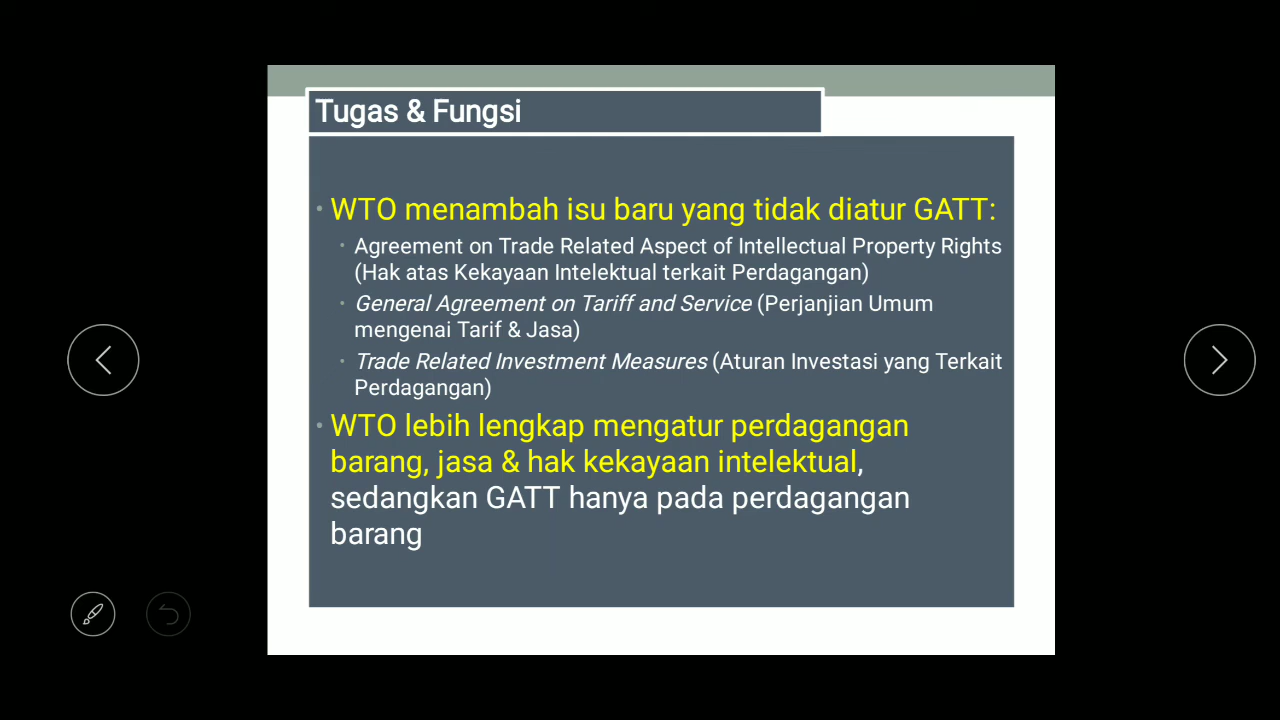 Tugas & Fungsi
• WTO menambah isu baru yang tidak diatur GATT:
• Agreement on Trade Related Aspect of Intellectual Property Rights
(Hak atas Kekayaan Intelektual terkait Perdagangan)
• General Agreement on Tariff and Service (Perjanjian Umum
mengenai Tarif & Jasa)
• Trade Related Investment Measures (Aturan Investasi yang Terkait
Perdagangan)
• WTO lebih lengkap mengatur perdagangan
barang, jasa & hak kekayaan intelektual,
sedangkan GATT hanya pada perdagangan
barang